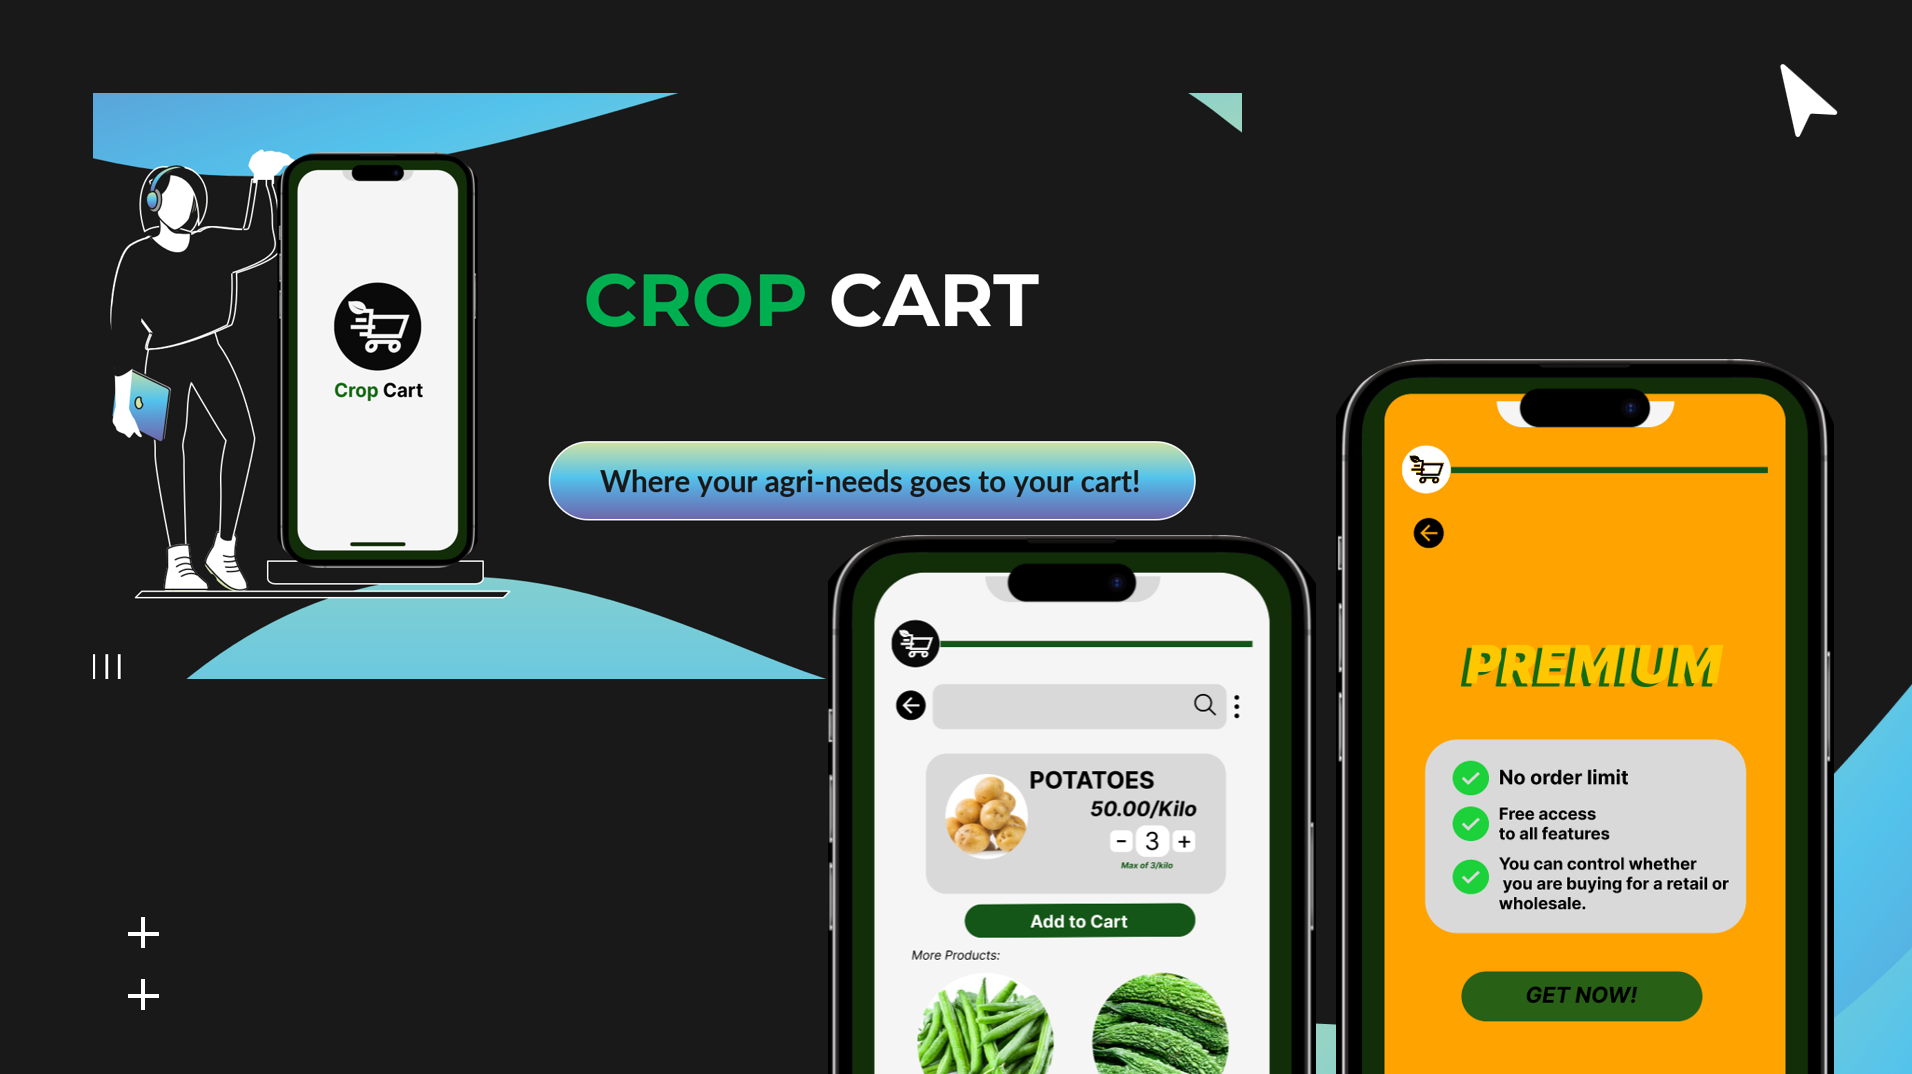 CROP CART
Crop Cart
Where your agri-needs goes to your cart!
POTATOES
50.00/Kilo
- 3 +
Max of 3/kilo
Add to Cart
More Products:
PREMIUM
No order limit
Free access
to all features
You can control whether
you are buying for a retail or
wholesale.
GET NOW!